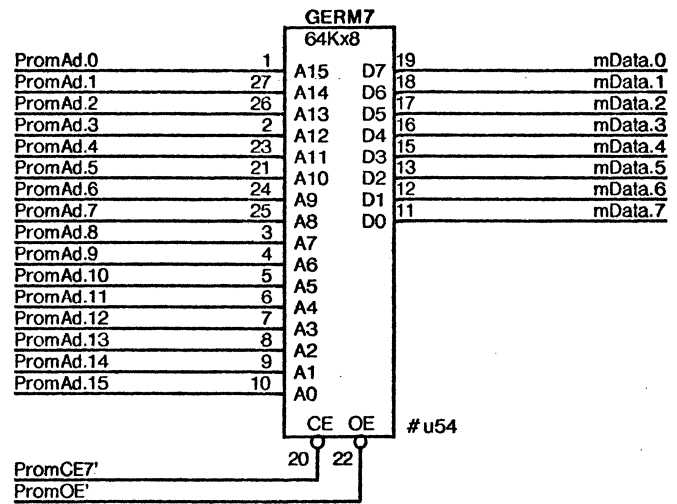 GERM7
64Kx8
PromAd.0 1 A15 D7 19 mData.0
PromAd.1 27 A14 D6 18 mData.1
PromAd.2 26 A13 D5 17 mData.2
PromAd.3 2 A12 D4 16 mData.3
PromAd.4 23 A11 D3 15 mData.4
PromAd.5 21 A10 D2 13 mData.5
PromAd.6 24 A9 D1 12 mData.6
PromAd.7 25 A8 D0 11 mData.7
PromAd.8 3 A7
PromAd.9 4 A6
PromAd.10 5 A5
PromAd.11 6 A4
PromAd.12 7 A3
PromAd.13 8 A2
PromAd.14 9 A1
PromAd.15 10 A0
CE OE #u54
20 22
PromCE7'
PromOE'